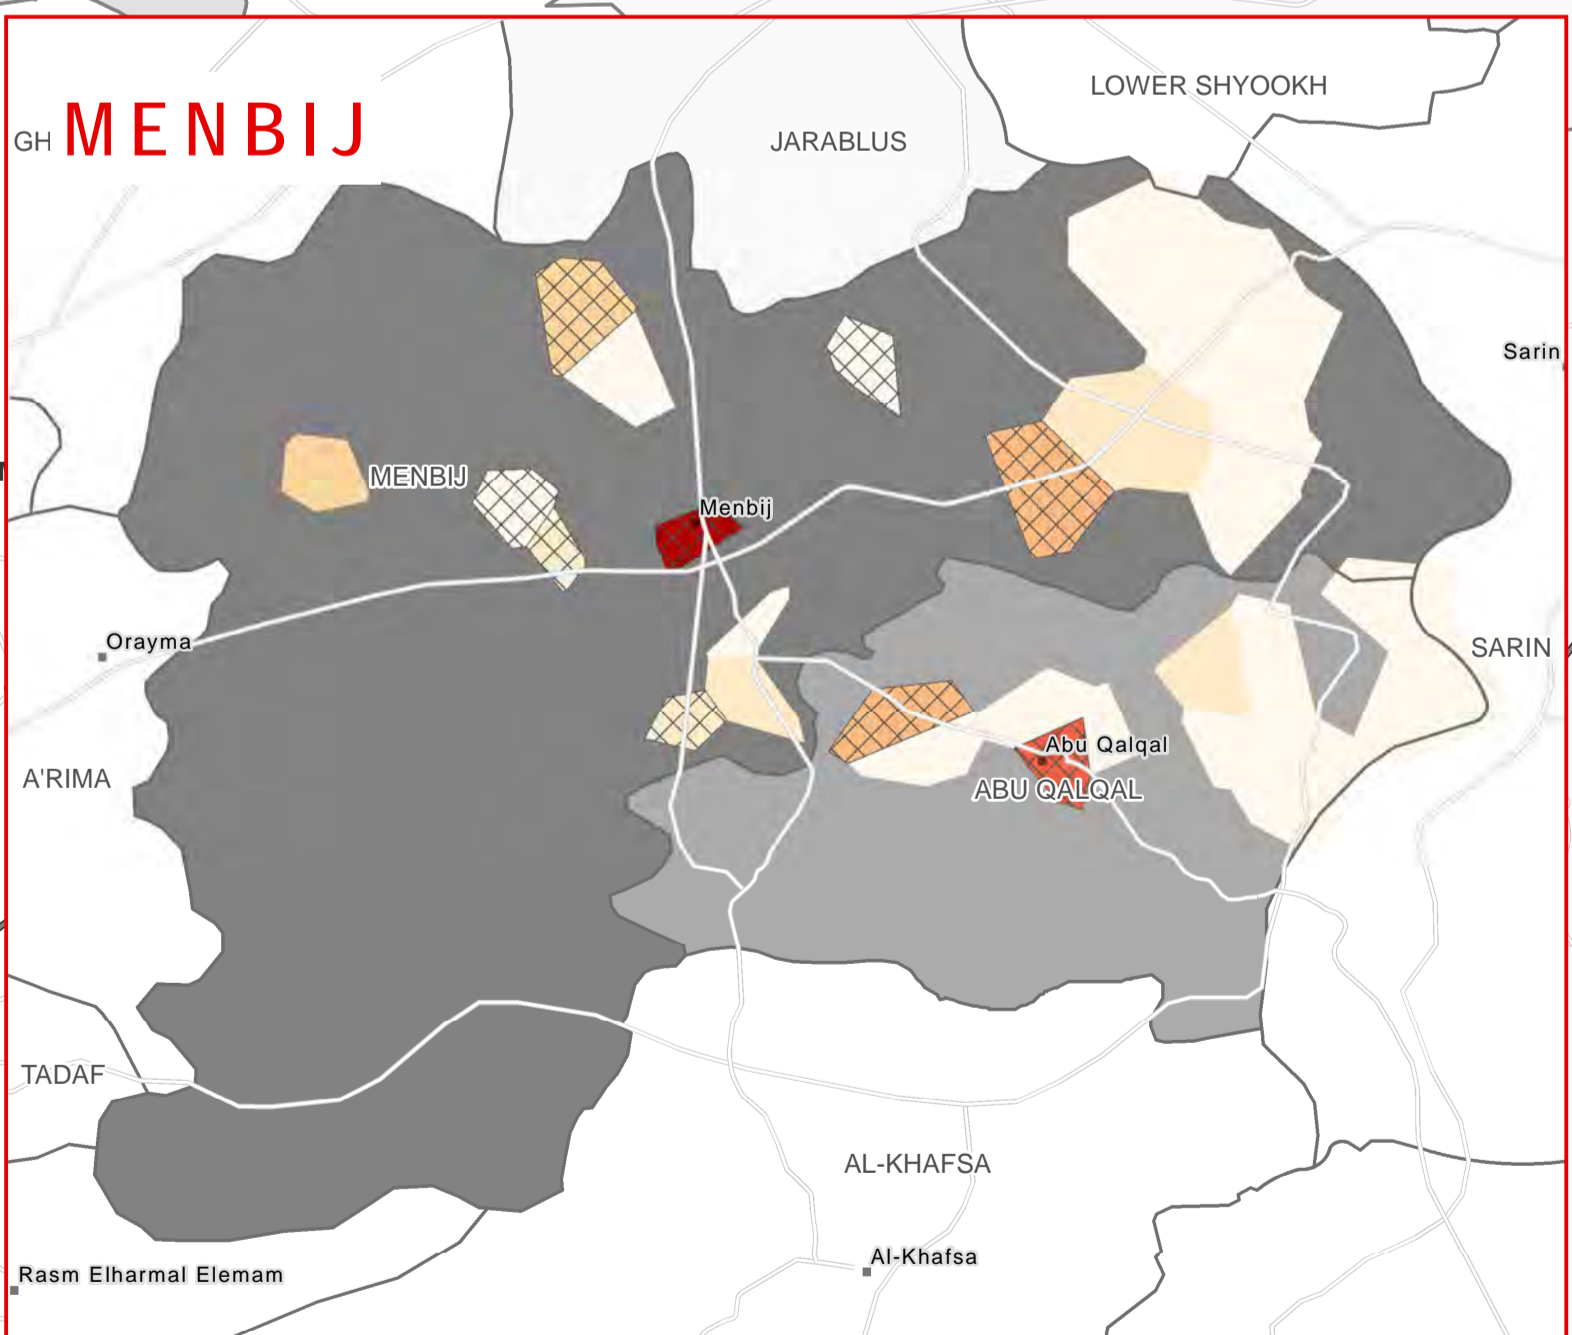 LOWER SHYOOKH
GH MENBIJ
JARABLUS
Sarin
MENBIJ
Menbij
Orayma
SARIN
Abu Qalqal
A'RIMA
ABU QALQAL
TADAF
AL-KHAFSA
Al-Khafsa
Rasm Elharmal Elemam